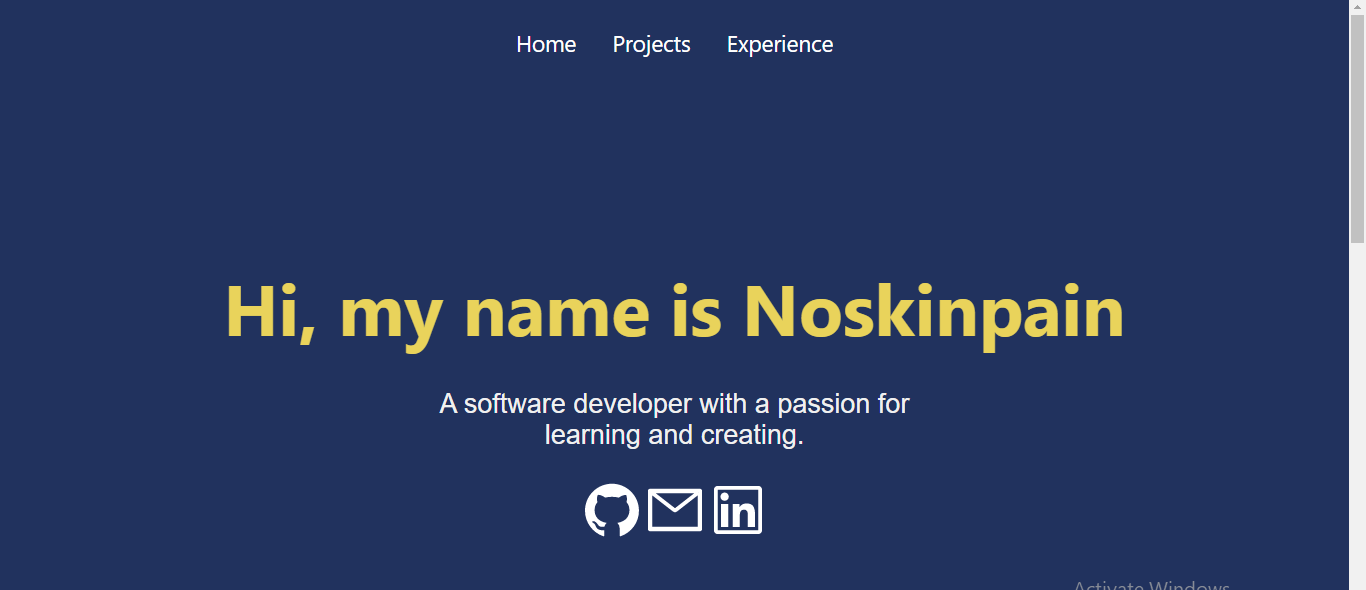 Home Projects Experience
Hi, my name is Noskinpain
A software developer with a passion for
learning and creating.
in
Activate Windows